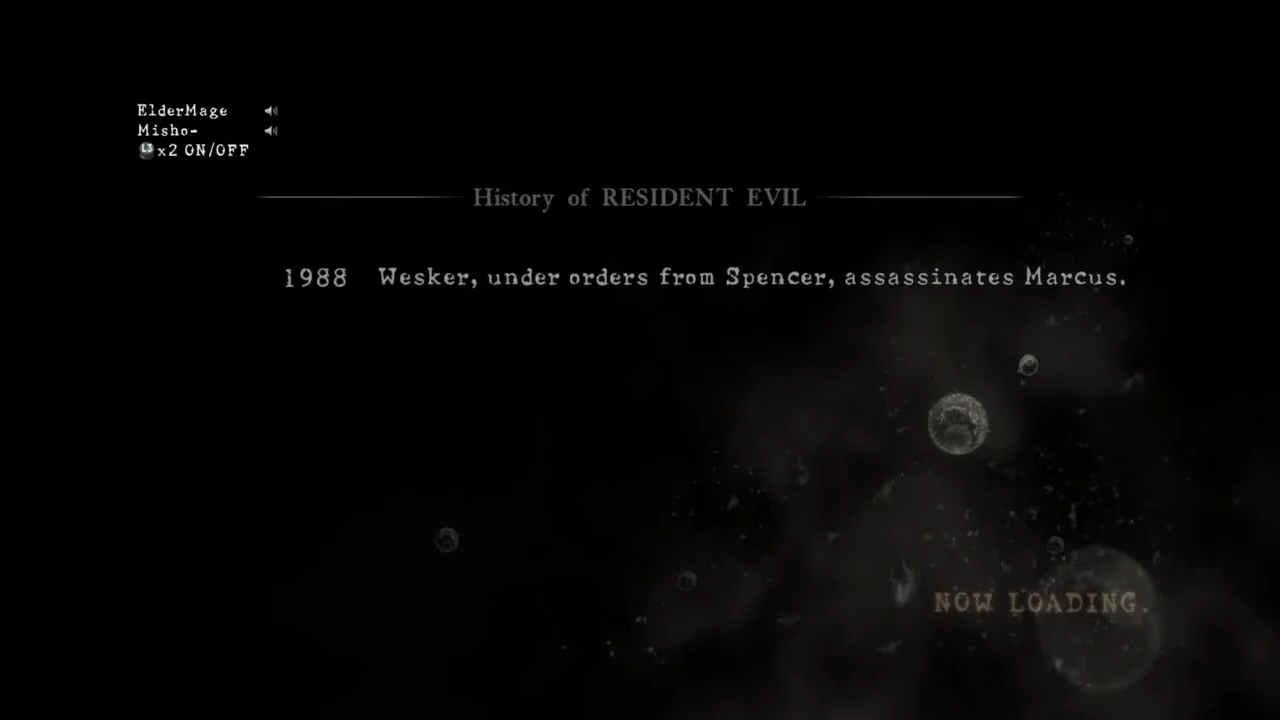 ElderMage
Misho-
L3 x2 ON/OFF
History of RESIDENT EVIL
1988 Wesker, under orders from Spencer, assassinates Marcus.
NOW LOADING.